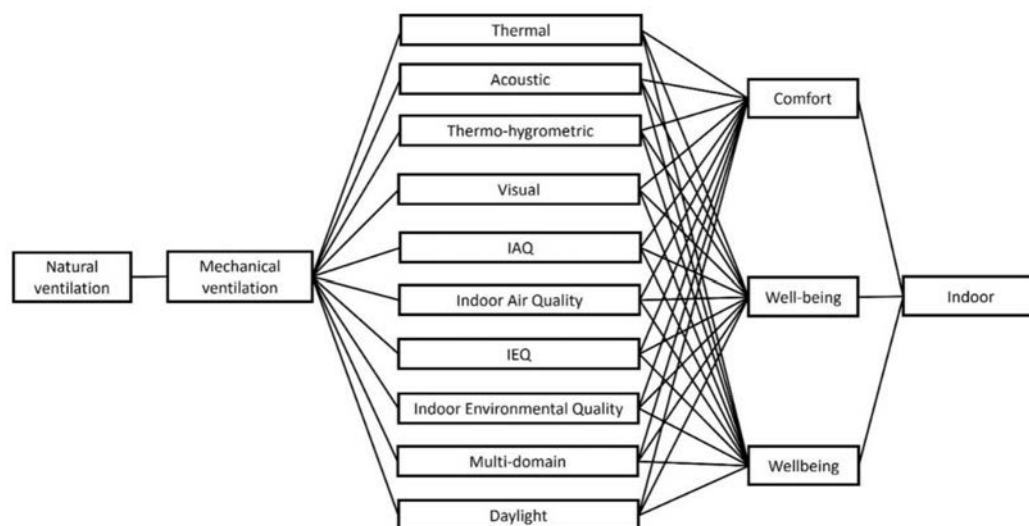 Natural
ventilation
Mechanical
ventilation
Thermal
Acoustic
Thermo-hygrometric
Visual
IAQ
Indoor Air Quality
IEQ
Indoor Environmental Quality
Multi-domain
Daylight
Comfort
Well-being
Wellbeing
Indoor